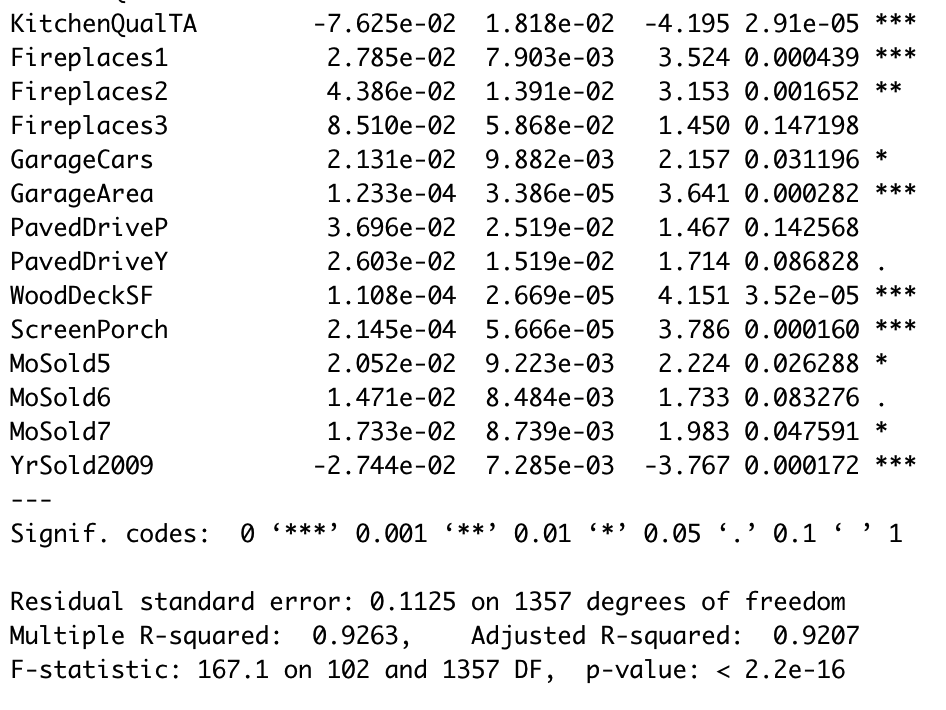 KitchenQualTA -7.625e-02 1.818e-02 -4.195 2.91e-05 ***
Fireplaces1 2.785e-02 7.903e-03 3.524 0.000439 ***
Fireplaces2 4.386e-02 1.391e-02 3.153 0.001652 **
Fireplaces3 8.510e-02 5.868e-02 1.450 0.147198
GarageCars 2.131e-02 9.882e-03 2.157 0.031196 *
GarageArea 1.233e-04 3.386e-05 3.641 0.000282 ***
PavedDriveP 3.696e-02 2.519e-02 1.467 0.142568
PavedDriveY 2.603e-02 1.519e-02 1.714 0.086828 .
WoodDeckSF 1.108e-04 2.669e-05 4.151 3.52e-05 ***
ScreenPorch 2.145e-04 5.666e-05 3.786 0.000160 ***
MoSold5 2.052e-02 9.223e-03 2.224 0.026288 *
MoSold6 1.471e-02 8.484e-03 1.733 0.083276 .
MoSold7 1.733e-02 8.739e-03 1.983 0.047591 *
YrSold2009 -2.744e-02 7.285e-03 -3.767 0.000172 ***
---
Signif. codes: 0 ‘***’ 0.001 ‘**’ 0.01 ‘*’ 0.05 ‘.’ 0.1 ‘ ’ 1
Residual standard error: 0.1125 on 1357 degrees of freedom
Multiple R-squared: 0.9263, Adjusted R-squared: 0.9207
F-statistic: 167.1 on 102 and 1357 DF, p-value: < 2.2e-16